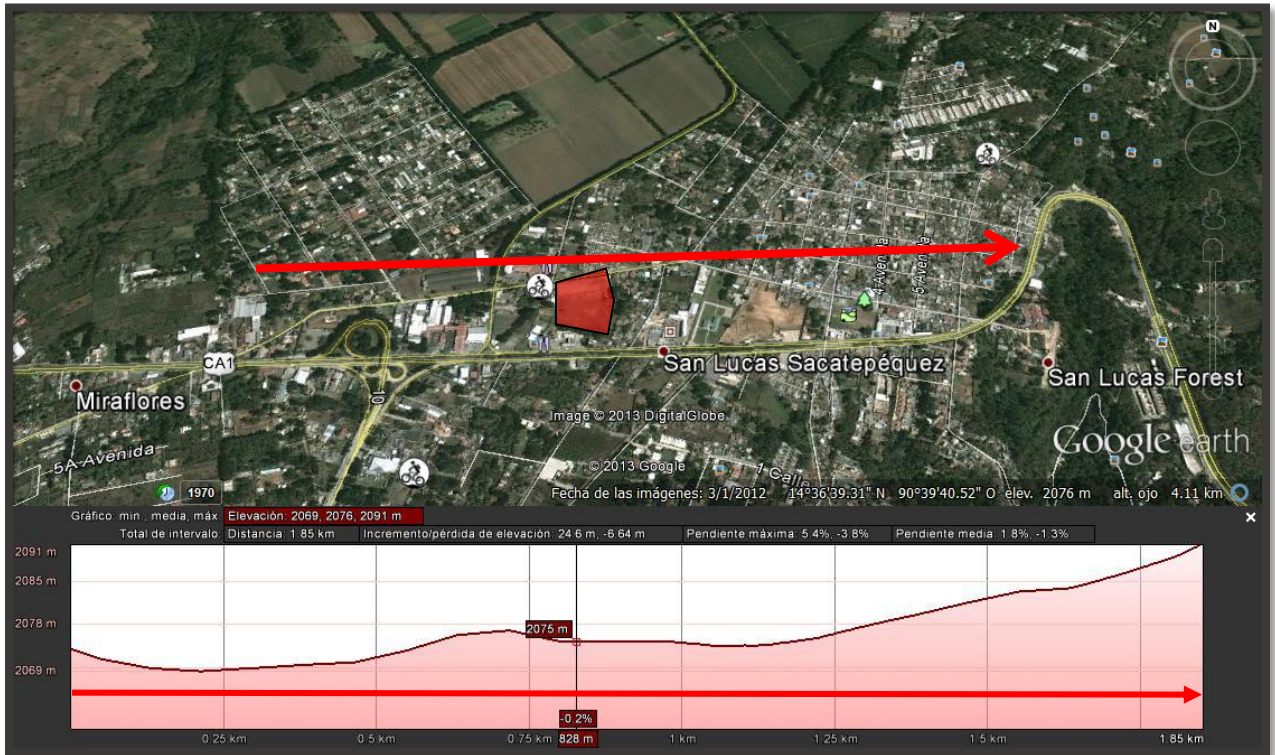 N
4 Avenida
5 Avenida
CA1
San Lucas Sacatepéquez
San Lucas Forest
Miraflores
10
Image © 2013 DigitalGlobe
Google earth
5A Avenida
© 2013 Google
1 Calle
1970
Fecha de las imágenes: 3/1/2012 14°36'39.31" N 90°39'40.52" O elev. 2076 m alt. ojo 4.11 km
Gráfico: min., media, máx. Elevación: 2069, 2076, 2091 m
Total de intervalo: Distancia: 1.85 km Incremento/pérdida de elevación: 24.6 m, -6.64 m Pendiente máxima: 5.4%, -3.8% Pendiente media: 1.8%, -1.3%
2091 m
2085 m
2078 m
2075 m
2069 m
-0.2%
0.25 km 0.5 km 0.75 km 828 m 1 km 1.25 km 1.5 km 1.85 km